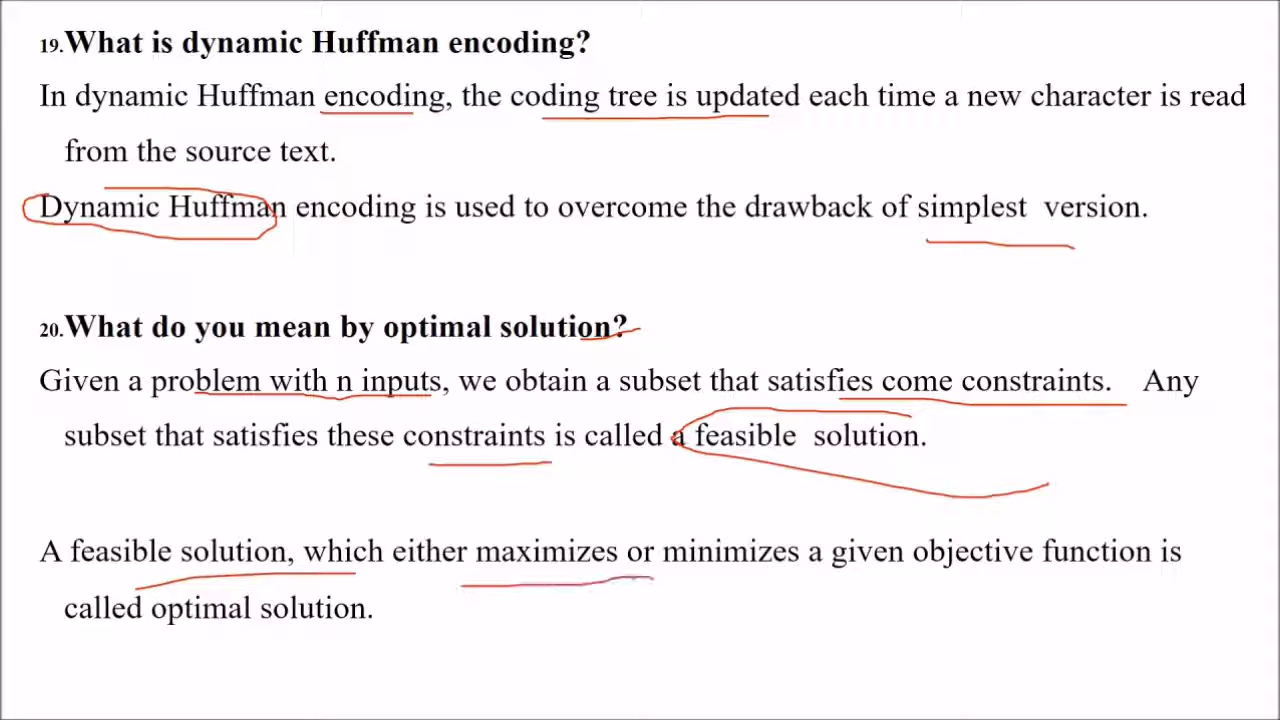 19.What is dynamic Huffman encoding?
In dynamic Huffman encoding, the coding tree is updated each time a new character is read
from the source text.
Dynamic Huffman encoding is used to overcome the drawback of simplest version.
20.What do you mean by optimal solution?
Given a problem with n inputs, we obtain a subset that satisfies come constraints. Any
subset that satisfies these constraints is called a feasible solution.
A feasible solution, which either maximizes or minimizes a given objective function is
called optimal solution.